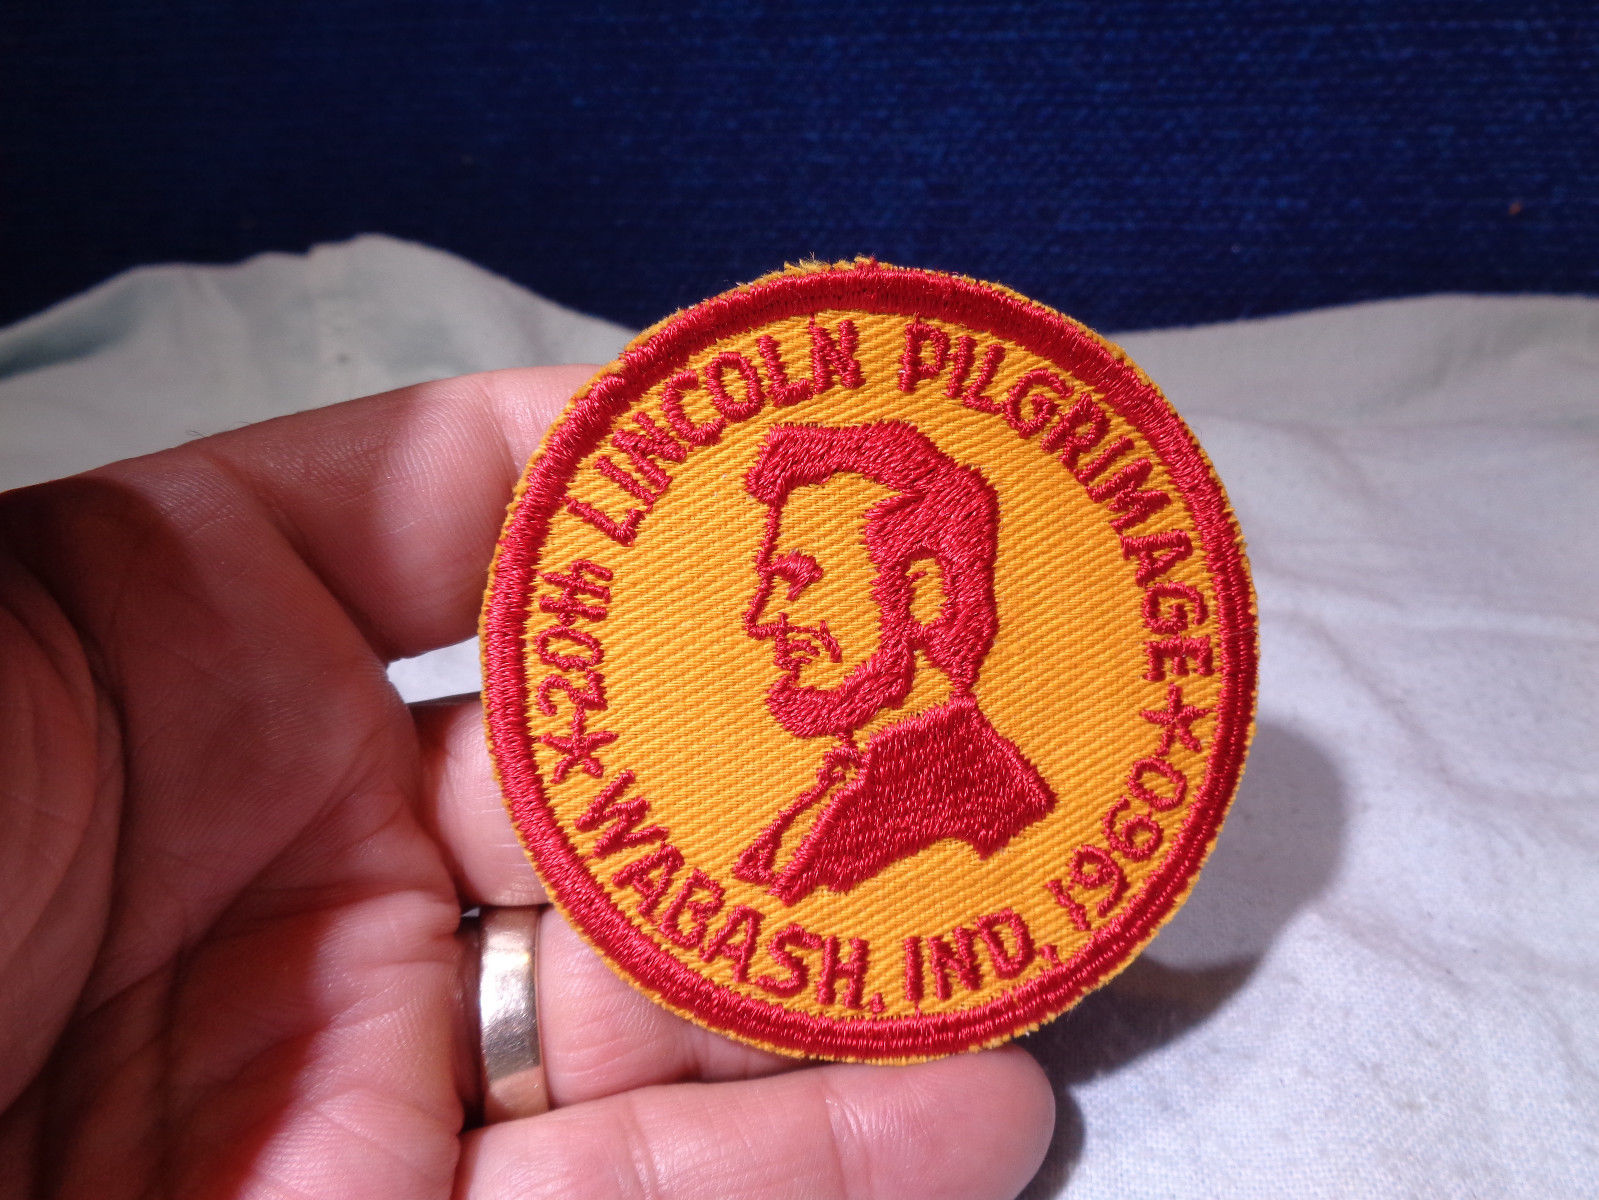 20th LINCOLN PILGRIMAGE
WABASH, IND, 1960